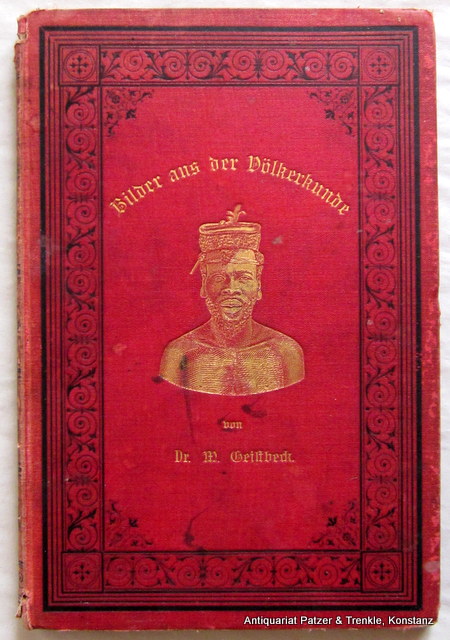 Bilder aus der Völkerkunde
von
Dr. M. Geistbeck.
Antiquariat Patzer & Trenkle, Konstanz